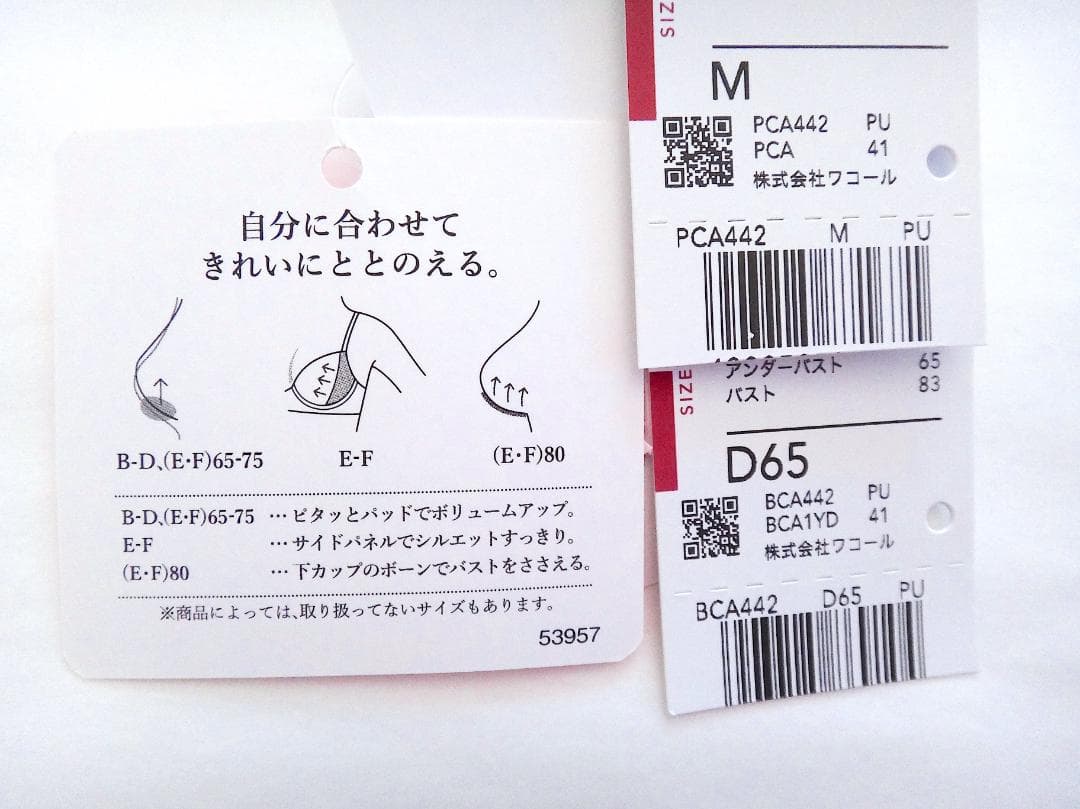 自分に合わせて
きれいにととのえる。
B-D、(E・F)65-75
E-F
(E・F)80
B-D、(E・F)65-75 … ピタッとパッドでボリュームアップ。
E-F … サイドパネルでシルエットすっきり。
(E・F)80 … 下カップのボーンでバストをささえる。
※商品によっては、取り扱ってないサイズもあります。
53957
SIZ
M
PCA442 PU
PCA 41
株式会社ワコール
PCA442 M PU
SIZE
アンダーバスト 65
バスト 83
D65
BCA442 PU
BCA1YD 41
株式会社ワコール
BCA442 D65 PU